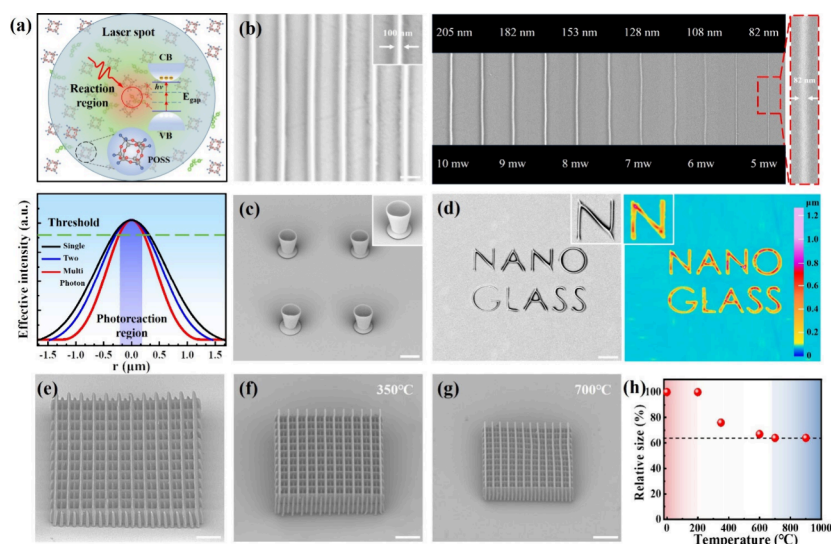 (a)
Laser spot
CB
Reaction
region
hν
E_gap
VB
POSS
Effective intensity (a.u.)
Threshold
Single
Two
Multi
Photon
Photoreaction
region
-1.5 -1.0 -0.5 0.0 0.5 1.0 1.5
r (μm)
(b)
100 nm
205 nm 182 nm 153 nm 128 nm 108 nm 82 nm
10 mw 9 mw 8 mw 7 mw 6 mw 5 mw
82 nm
(c)
(d)
N
N
NANO
GLASS
NANO
GLASS
μm
1.2
1.0
0.8
0.6
0.4
0.2
0
(e)
(f)
350℃
(g)
700℃
(h)
Relative size (%)
100
80
60
40
20
0
0 200 400 600 800 1000
Temperature (℃)